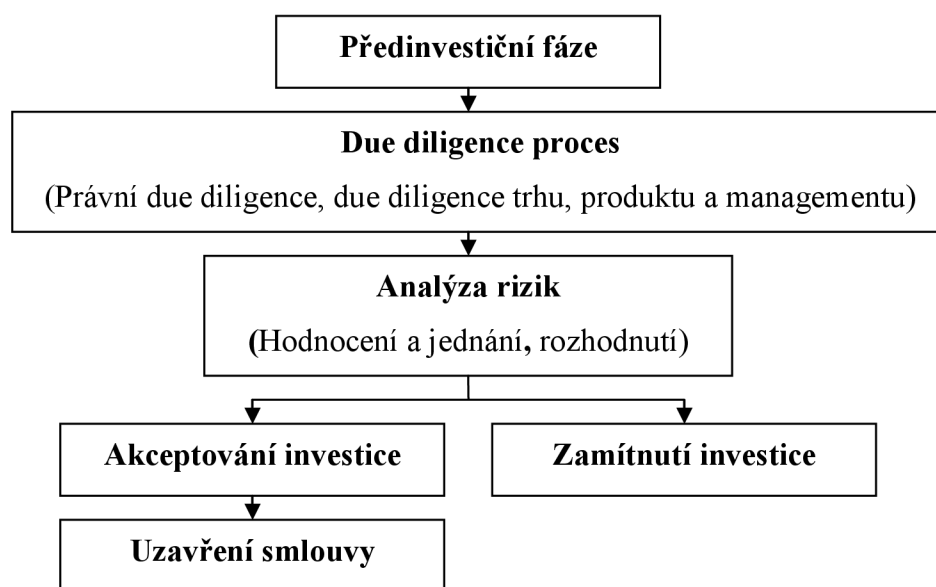 Předinvestiční fáze
Due diligence proces
(Právní due diligence, due diligence trhu, produktu a managementu)
Analýza rizik
(Hodnocení a jednání, rozhodnutí)
Akceptování investice
Zamítnutí investice
Uzavření smlouvy